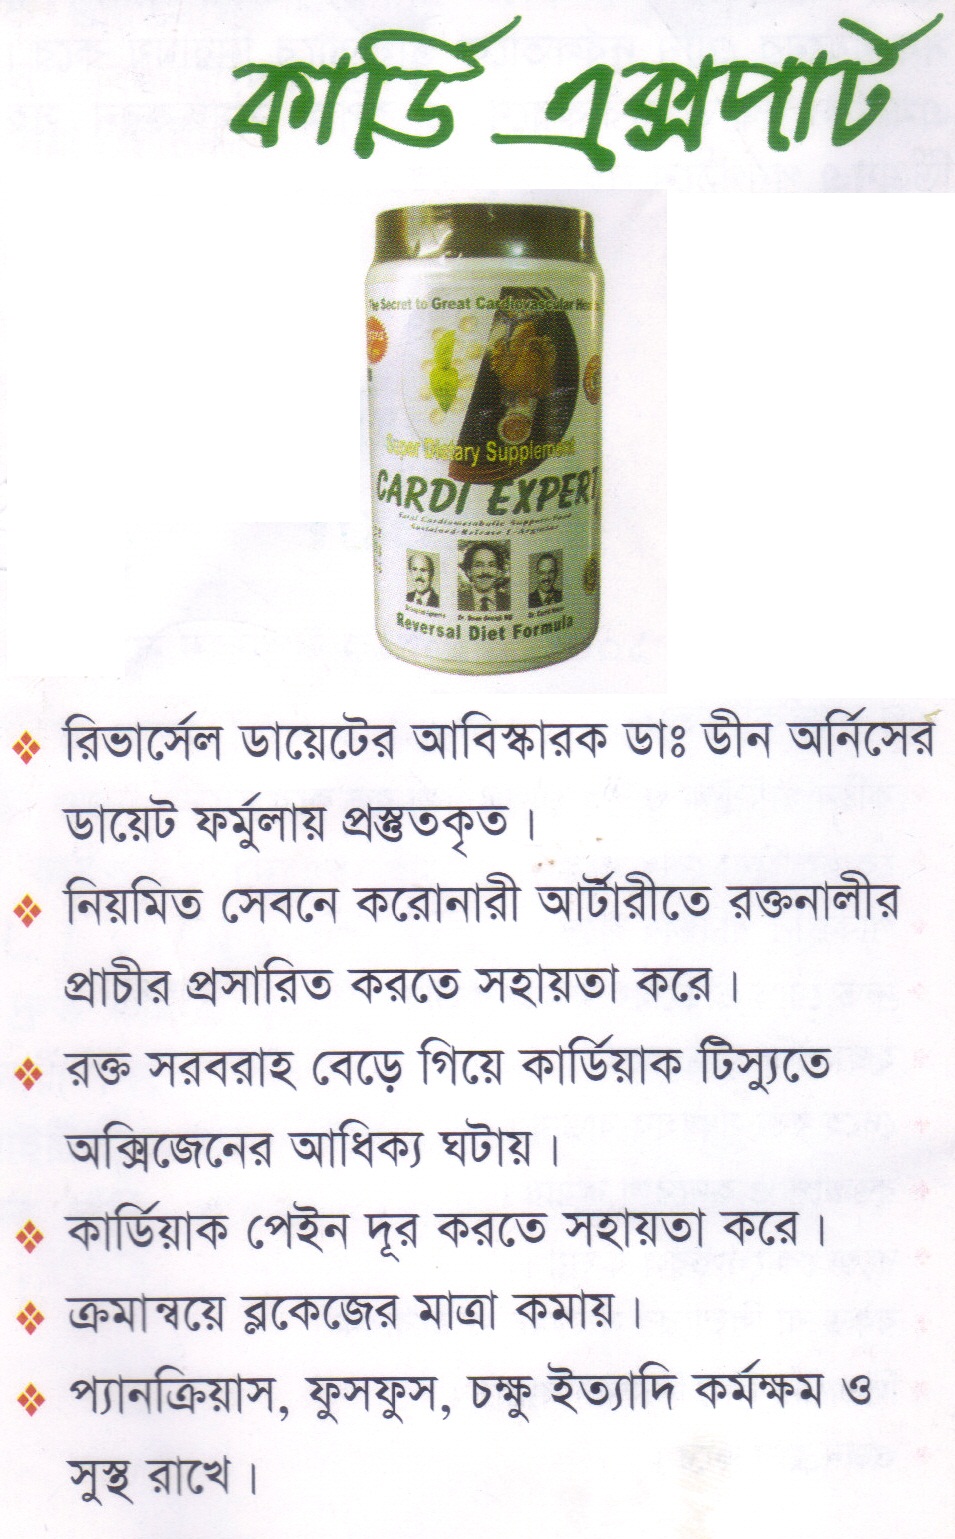 কার্ডি এক্সপার্ট
The Secret to Great Cardiovascular
Super Dietary Supplement
CARDI EXPERT
Reversal Diet Formula
রিভার্সেল ডায়েটের আবিস্কারক ডাঃ ডীন অর্নিসের
ডায়েট ফর্মুলায় প্রস্তুতকৃত।
নিয়মিত সেবনে করোনারী আর্টারীতে রক্তনালীর
প্রাচীর প্রসারিত করতে সহায়তা করে।
রক্ত সরবরাহ বেড়ে গিয়ে কার্ডিয়াক টিস্যুতে
অক্সিজেনের আধিক্য ঘটায়।
কার্ডিয়াক পেইন দূর করতে সহায়তা করে।
ক্রমান্বয়ে ব্লকেজের মাত্রা কমায়।
প্যানক্রিয়াস, ফুসফুস, চক্ষু ইত্যাদি কর্মক্ষম ও
সুস্থ রাখে।